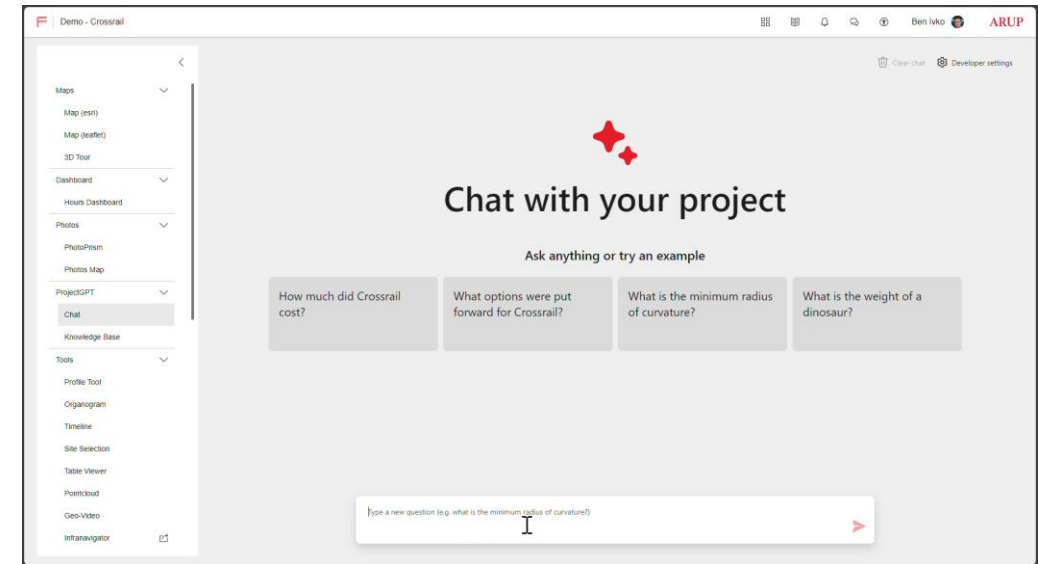 Demo - Crossrail
Ben Ivko
ARUP
Clear chat
Developer settings
Maps
Map (esri)
Map (leaflet)
3D Tour
Dashboard
Hours Dashboard
Photos
PhotoPrism
Photos Map
ProjectGPT
Chat
Knowledge Base
Tools
Profile Tool
Organogram
Timeline
Site Selection
Table Viewer
Pointcloud
Geo-Video
Infranavigator
Chat with your project
Ask anything or try an example
How much did Crossrail
cost?
What options were put
forward for Crossrail?
What is the minimum radius
of curvature?
What is the weight of a
dinosaur?
Type a new question (e.g. what is the minimum radius of curvature?)